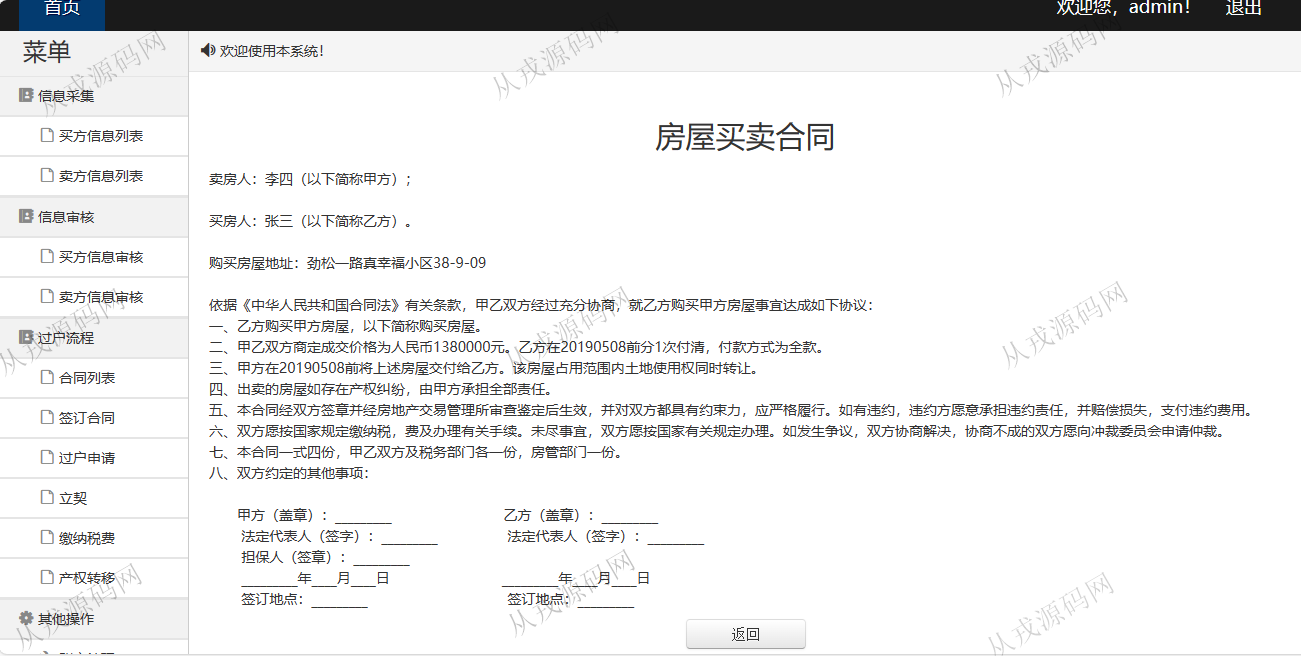 首页
欢迎您，admin！ 退出
菜单
欢迎使用本系统!
信息采集
买方信息列表
卖方信息列表
信息审核
买方信息审核
卖方信息审核
过户流程
合同列表
签订合同
过户申请
立契
缴纳税费
产权转移
其他操作
房屋买卖合同
卖房人：李四（以下简称甲方）；
买房人：张三（以下简称乙方）。
购买房屋地址：劲松一路真幸福小区38-9-09
依据《中华人民共和国合同法》有关条款，甲乙双方经过充分协商，就乙方购买甲方房屋事宜达成如下协议：
一、乙方购买甲方房屋，以下简称购买房屋。
二、甲乙双方商定成交价格为人民币1380000元。乙方在20190508前分1次付清，付款方式为全款。
三、甲方在20190508前将上述房屋交付给乙方。该房屋占用范围内土地使用权同时转让。
四、出卖的房屋如存在产权纠纷，由甲方承担全部责任。
五、本合同经双方签章并经房地产交易管理所审查鉴定后生效，并对双方都具有约束力，应严格履行。如有违约，违约方愿意承担违约责任，并赔偿损失，支付违约费用。
六、双方愿按国家规定缴纳税，费及办理有关手续。未尽事宜，双方愿按国家有关规定办理。如发生争议，双方协商解决，协商不成的双方愿向冲裁委员会申请仲裁。
七、本合同一式四份，甲乙双方及税务部门各一份，房管部门一份。
八、双方约定的其他事项：
甲方（盖章）：________ 乙方（盖章）：________
法定代表人（签字）：________ 法定代表人（签字）：________
担保人（签章）：________
________年____月____日 ________年____月____日
签订地点：________ 签订地点：________
返回
从戎源码网
从戎源码网
从戎源码网
从戎源码网
从戎源码网
从戎源码网
从戎源码网
从戎源码网
从戎源码网